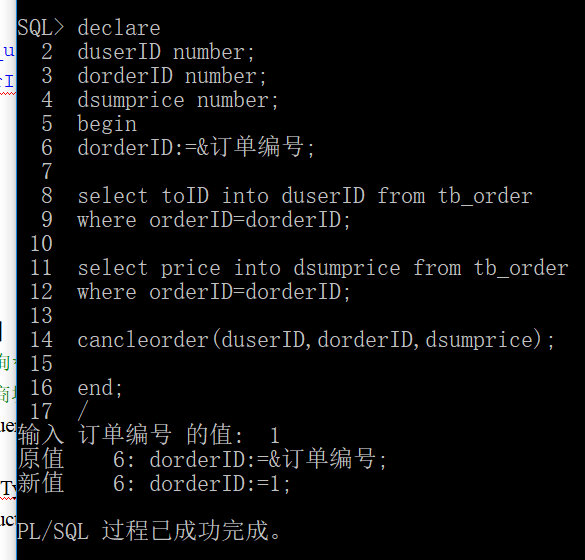 SQL> declare
2 duserID number;
3 dorderID number;
4 dsumprice number;
5 begin
6 dorderID:=&订单编号;
7
8 select toID into duserID from tb_order
9 where orderID=dorderID;
10
11 select price into dsumprice from tb_order
12 where orderID=dorderID;
13
14 cancleorder(duserID,dorderID,dsumprice);
15
16 end;
17 /
输入 订单编号 的值: 1
原值 6: dorderID:=&订单编号;
新值 6: dorderID:=1;
PL/SQL 过程已成功完成。